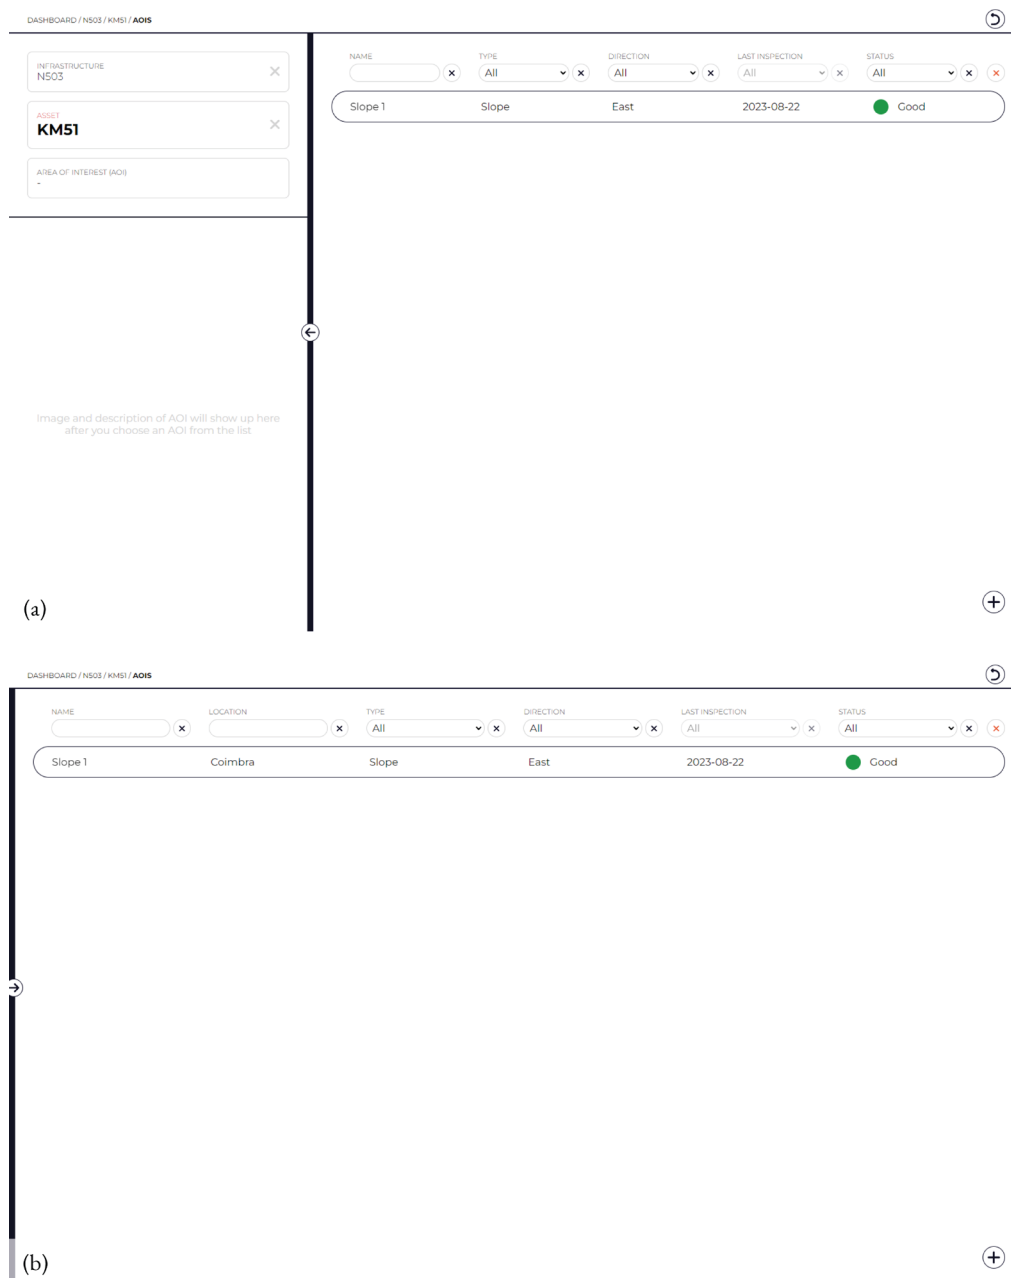 DASHBOARD / N503 / KM51 / AOIS
INFRASTRUCTURE
N503
ASSET
KM51
AREA OF INTEREST (AOI)
-
Image and description of AOI will show up here
after you choose an AOI from the list
NAME TYPE DIRECTION LAST INSPECTION STATUS
All All All All
Slope 1 Slope East 2023-08-22 Good
(a)
DASHBOARD / N503 / KM51 / AOIS
NAME LOCATION TYPE DIRECTION LAST INSPECTION STATUS
All All All All
Slope 1 Coimbra Slope East 2023-08-22 Good
(b)